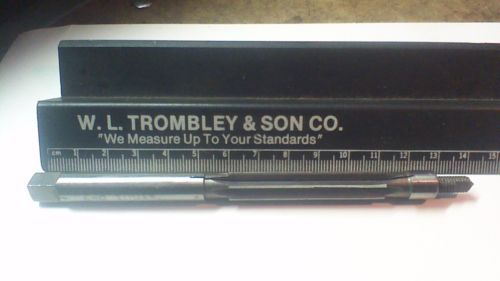 W. L. TROMBLEY & SON CO.
"We Measure Up To Your Standards"
cm 1 2 3 4 5 6 7 8 9 10 11 12 13 14 15